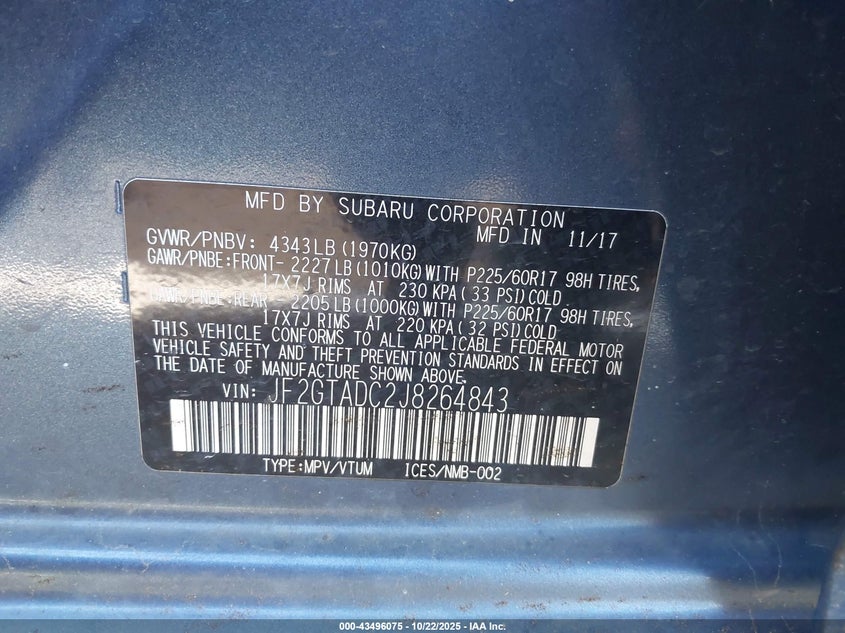 MFD BY SUBARU CORPORATION
MFD IN 11/17
GVWR/PNBV: 4343LB(1970KG)
GAWR/PNBE:FRONT- 2227LB(1010KG)WITH P225/60R17 98H TIRES,
17X7J RIMS AT 230 KPA(33 PSI)COLD.
GAWR/PNBE:REAR - 2205LB(1000KG)WITH P225/60R17 98H TIRES,
17X7J RIMS AT 220 KPA(32 PSI)COLD.
THIS VEHICLE CONFORMS TO ALL APPLICABLE FEDERAL MOTOR
VEHICLE SAFETY AND THEFT PREVENTION STANDARDS IN EFFECT ON
THE DATE OF MANUFACTURE SHOWN ABOVE.
VIN: JF2GTADC2J8264843
TYPE:MPV/VTUM ICES/NMB-002
000-43496075 - 10/22/2025 - IAA Inc.